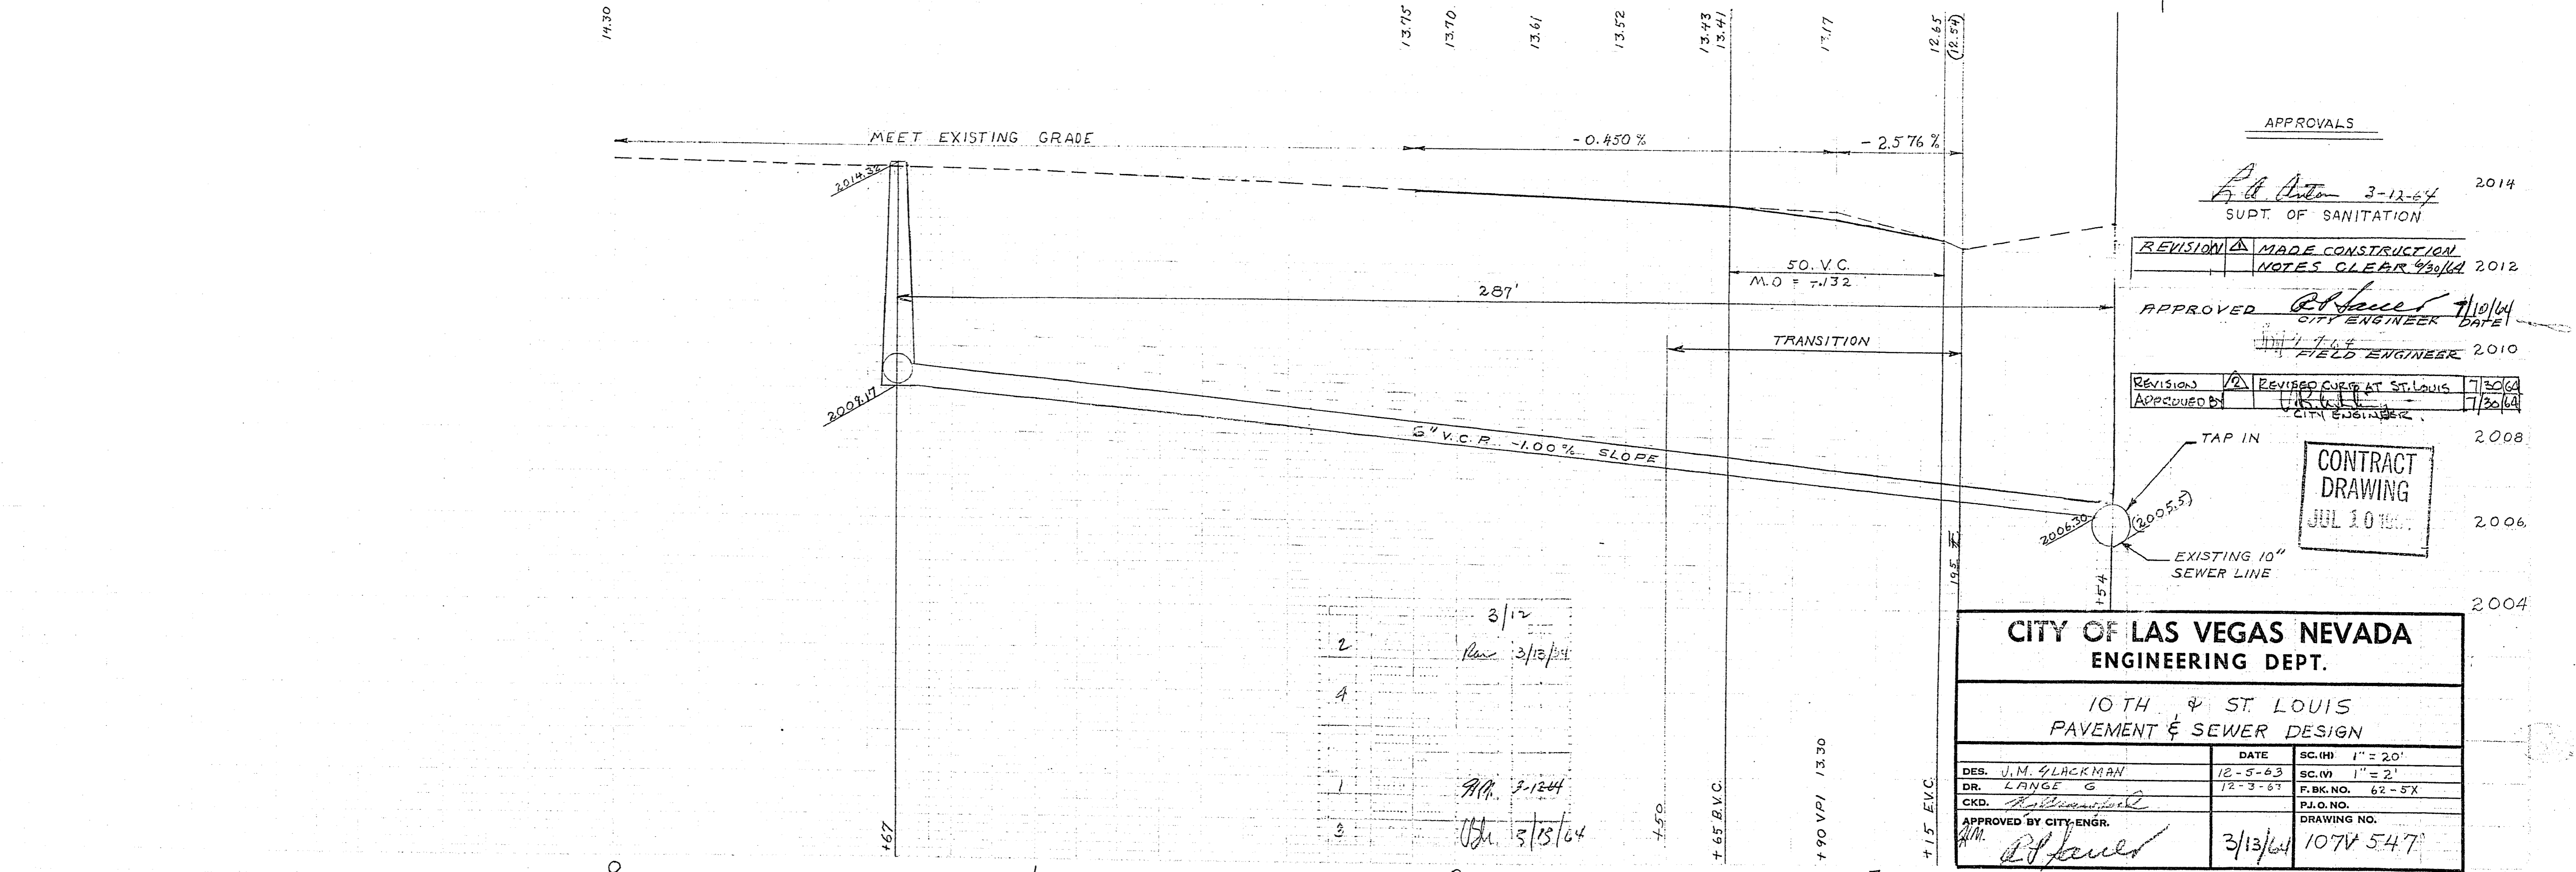 14.30
13.75
13.70
13.61
13.52
13.43
13.41
13.17
12.65
(12.54)
MEET EXISTING GRADE
-0.450 %
-2.576 %
2014.32
50. V.C.
M.O = -.132
287'
TRANSITION
2009.17
6" V.C.P. -1.00 % SLOPE
2006.30
(2005.5)
TAP IN
EXISTING 10"
SEWER LINE
APPROVALS
3-12-64
SUPT. OF SANITATION
2014
REVISION 1 MADE CONSTRUCTION
NOTES CLEAR 6/30/64
2012
APPROVED
7/10/64
CITY ENGINEER DATE
FIELD ENGINEER
2010
REVISION 2 REVISED CURB AT ST. LOUIS 7/30/64
APPROVED BY 7/30/64
CITY ENGINEER.
2008
CONTRACT
DRAWING
JUL 10
2006
2004
3/12
2 3/13/64
4
1 3-12-64
3 3/13/64
+67
+50
+65 B.V.C.
+90 VPI 13.30
+15 E.V.C.
+54
CITY OF LAS VEGAS NEVADA
ENGINEERING DEPT.
10 TH & ST. LOUIS
PAVEMENT & SEWER DESIGN
DATE SC.(H) 1" = 20'
DES. J.M. GLACKMAN 12-5-63 SC.(V) 1" = 2'
DR. LANGE G 12-3-63 F. BK. NO. 62-5X
CKD. P.J.O. NO.
APPROVED BY CITY ENGR. DRAWING NO.
3/13/64 107V 547